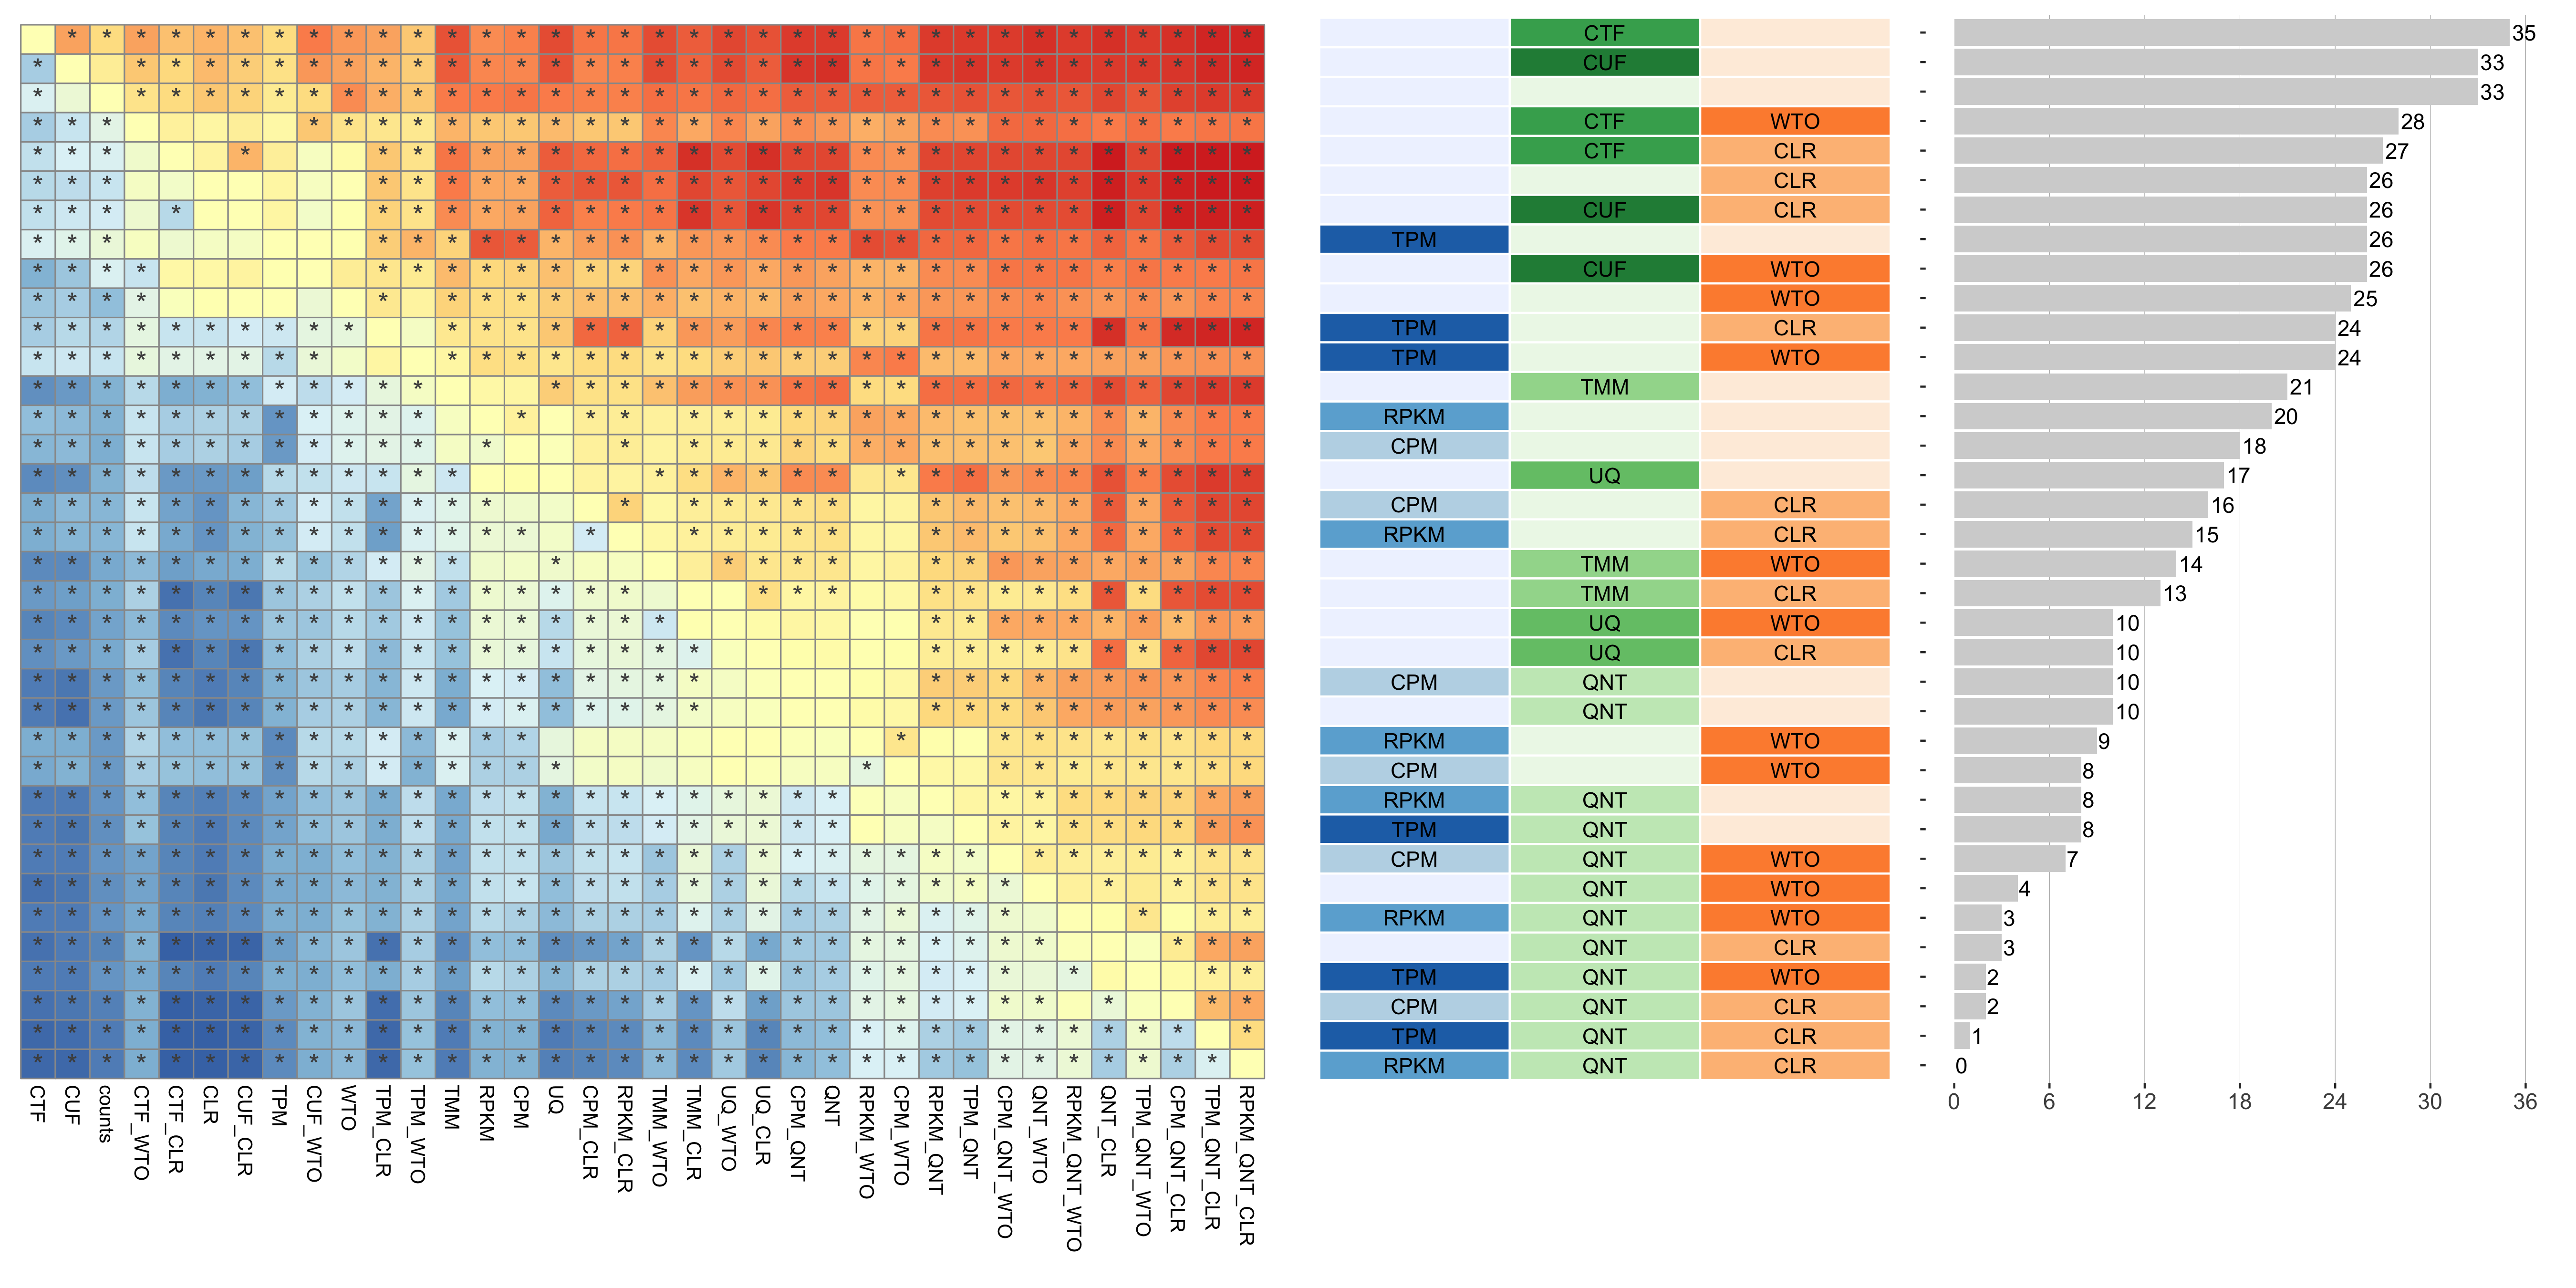 CTF 35
CUF 33
33
CTF WTO 28
CTF CLR 27
CLR 26
CUF CLR 26
TPM 26
CUF WTO 26
WTO 25
TPM CLR 24
TPM WTO 24
TMM 21
RPKM 20
CPM 18
UQ 17
CPM CLR 16
RPKM CLR 15
TMM WTO 14
TMM CLR 13
UQ WTO 10
UQ CLR 10
CPM QNT 10
QNT 10
RPKM WTO 9
CPM WTO 8
RPKM QNT 8
TPM QNT 8
CPM QNT WTO 7
QNT WTO 4
RPKM QNT WTO 3
QNT CLR 3
TPM QNT WTO 2
CPM QNT CLR 2
TPM QNT CLR 1
RPKM QNT CLR 0
0 6 12 18 24 30 36
CTF
CUF
counts
CTF_WTO
CTF_CLR
CLR
CUF_CLR
TPM
CUF_WTO
WTO
TPM_CLR
TPM_WTO
TMM
RPKM
CPM
UQ
CPM_CLR
RPKM_CLR
TMM_WTO
TMM_CLR
UQ_WTO
UQ_CLR
CPM_QNT
QNT
RPKM_WTO
CPM_WTO
RPKM_QNT
TPM_QNT
CPM_QNT_WTO
QNT_WTO
RPKM_QNT_WTO
QNT_CLR
TPM_QNT_WTO
CPM_QNT_CLR
TPM_QNT_CLR
RPKM_QNT_CLR